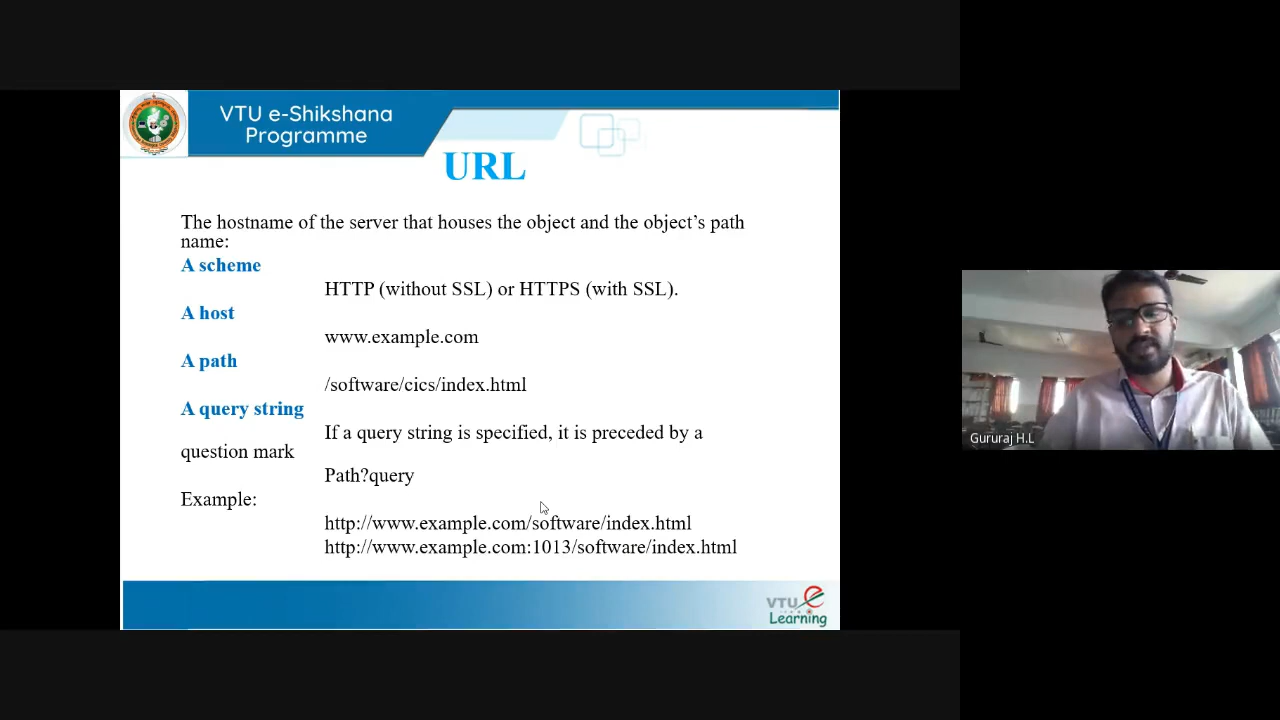 VTU e-Shikshana
Programme
URL
The hostname of the server that houses the object and the object's path
name:
A scheme
HTTP (without SSL) or HTTPS (with SSL).
A host
www.example.com
A path
/software/cics/index.html
A query string
If a query string is specified, it is preceded by a
question mark
Path?query
Example:
http://www.example.com/software/index.html
http://www.example.com:1013/software/index.html
VTU e
Learning
Gururaj H.L